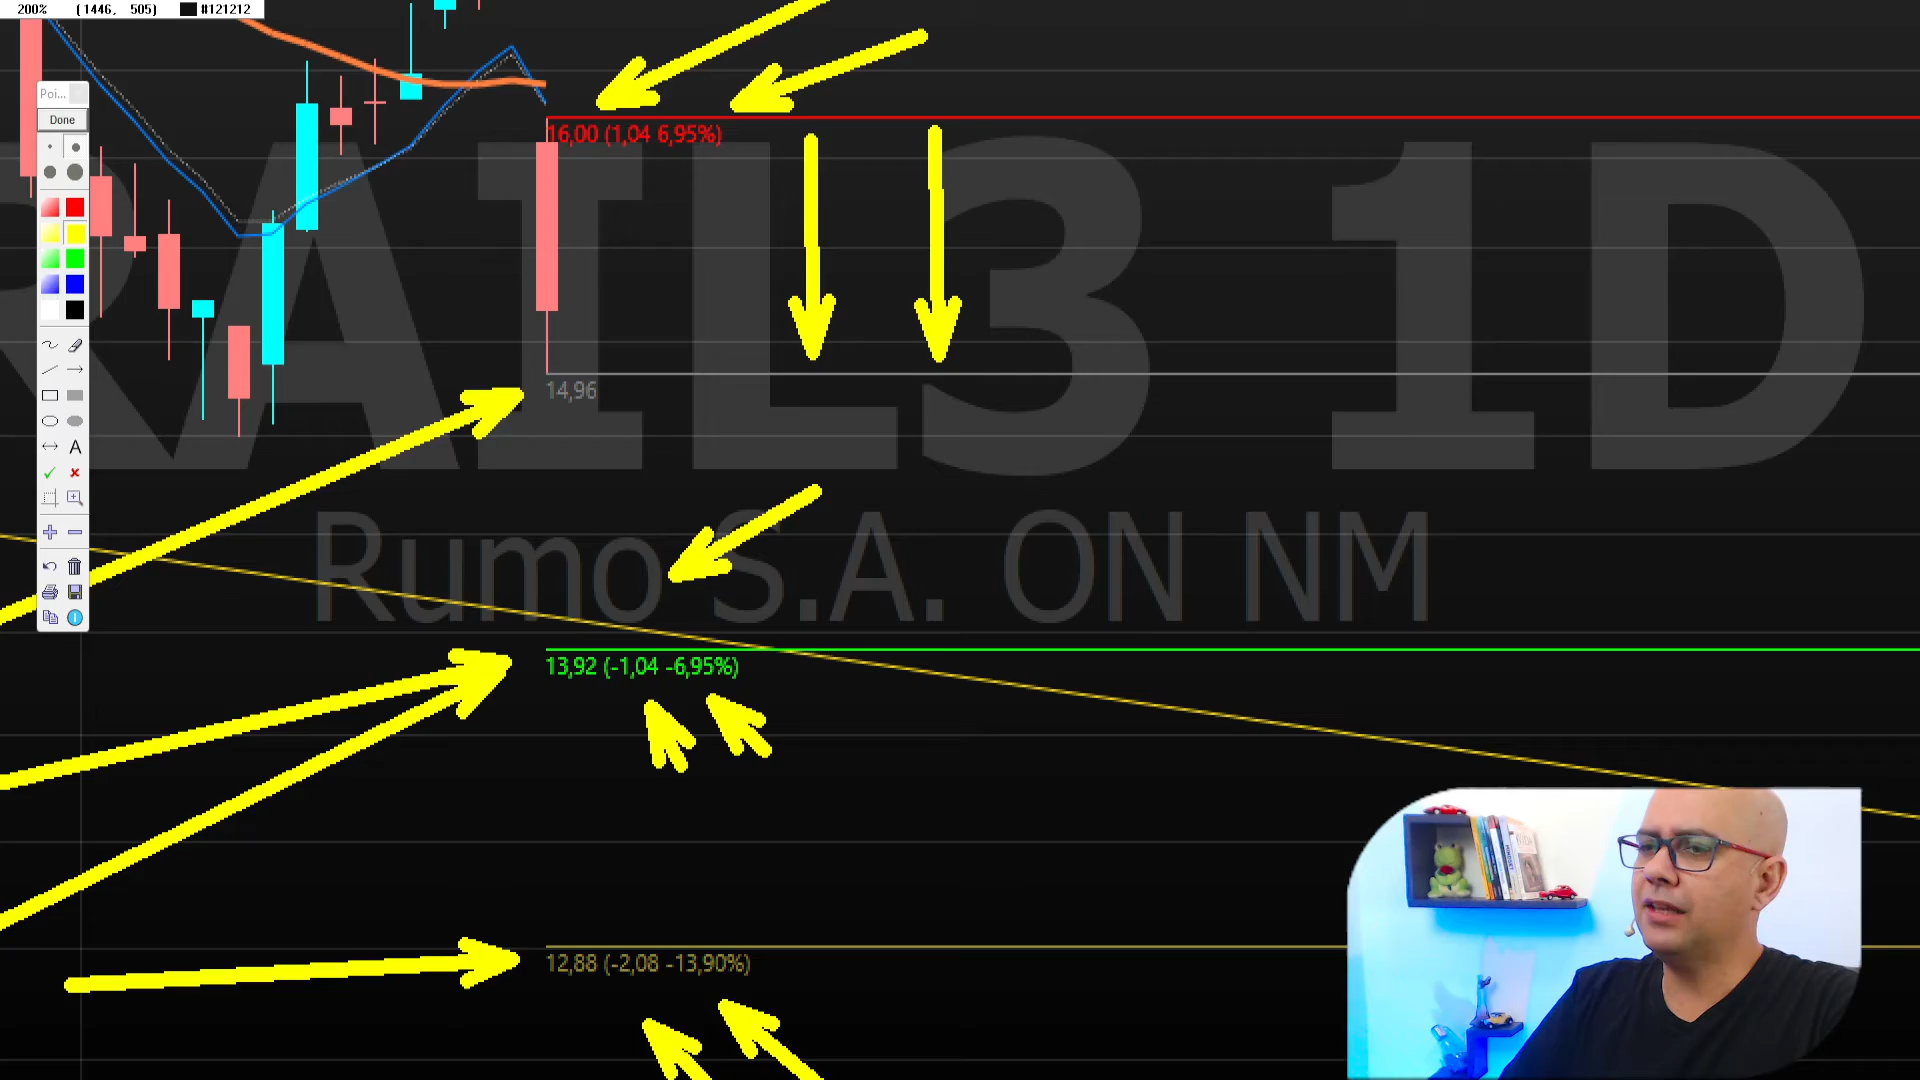 200% (1446, 505) #121212
Poi...
Done
A
16,00 (1,04 6,95%)
RAIL3 1D
14,96
Rumo S.A. ON NM
13,92 (-1,04 -6,95%)
12,88 (-2,08 -13,90%)